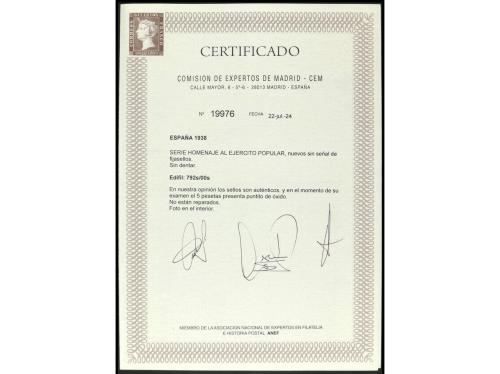 CERTIFICADO
COMISION DE EXPERTOS DE MADRID - CEM
CALLE MAYOR, 6 - 5º-6 - 28013 MADRID - ESPAÑA
Nº 19976 FECHA 22-jul.-24
ESPAÑA 1938
SERIE HOMENAJE AL EJERCITO POPULAR, nuevos sin señal de
fijasellos.
Sin dentar.
Edifil: 792s/00s
En nuestra opinión los sellos son auténticos, y en el momento de su
examen el 5 pesetas presenta puntito de óxido.
No están reparados.
Foto en el interior.
MIEMBRO DE LA ASOCIACION NACIONAL DE EXPERTOS EN FILATELIA
E HISTORIA POSTAL ANEF